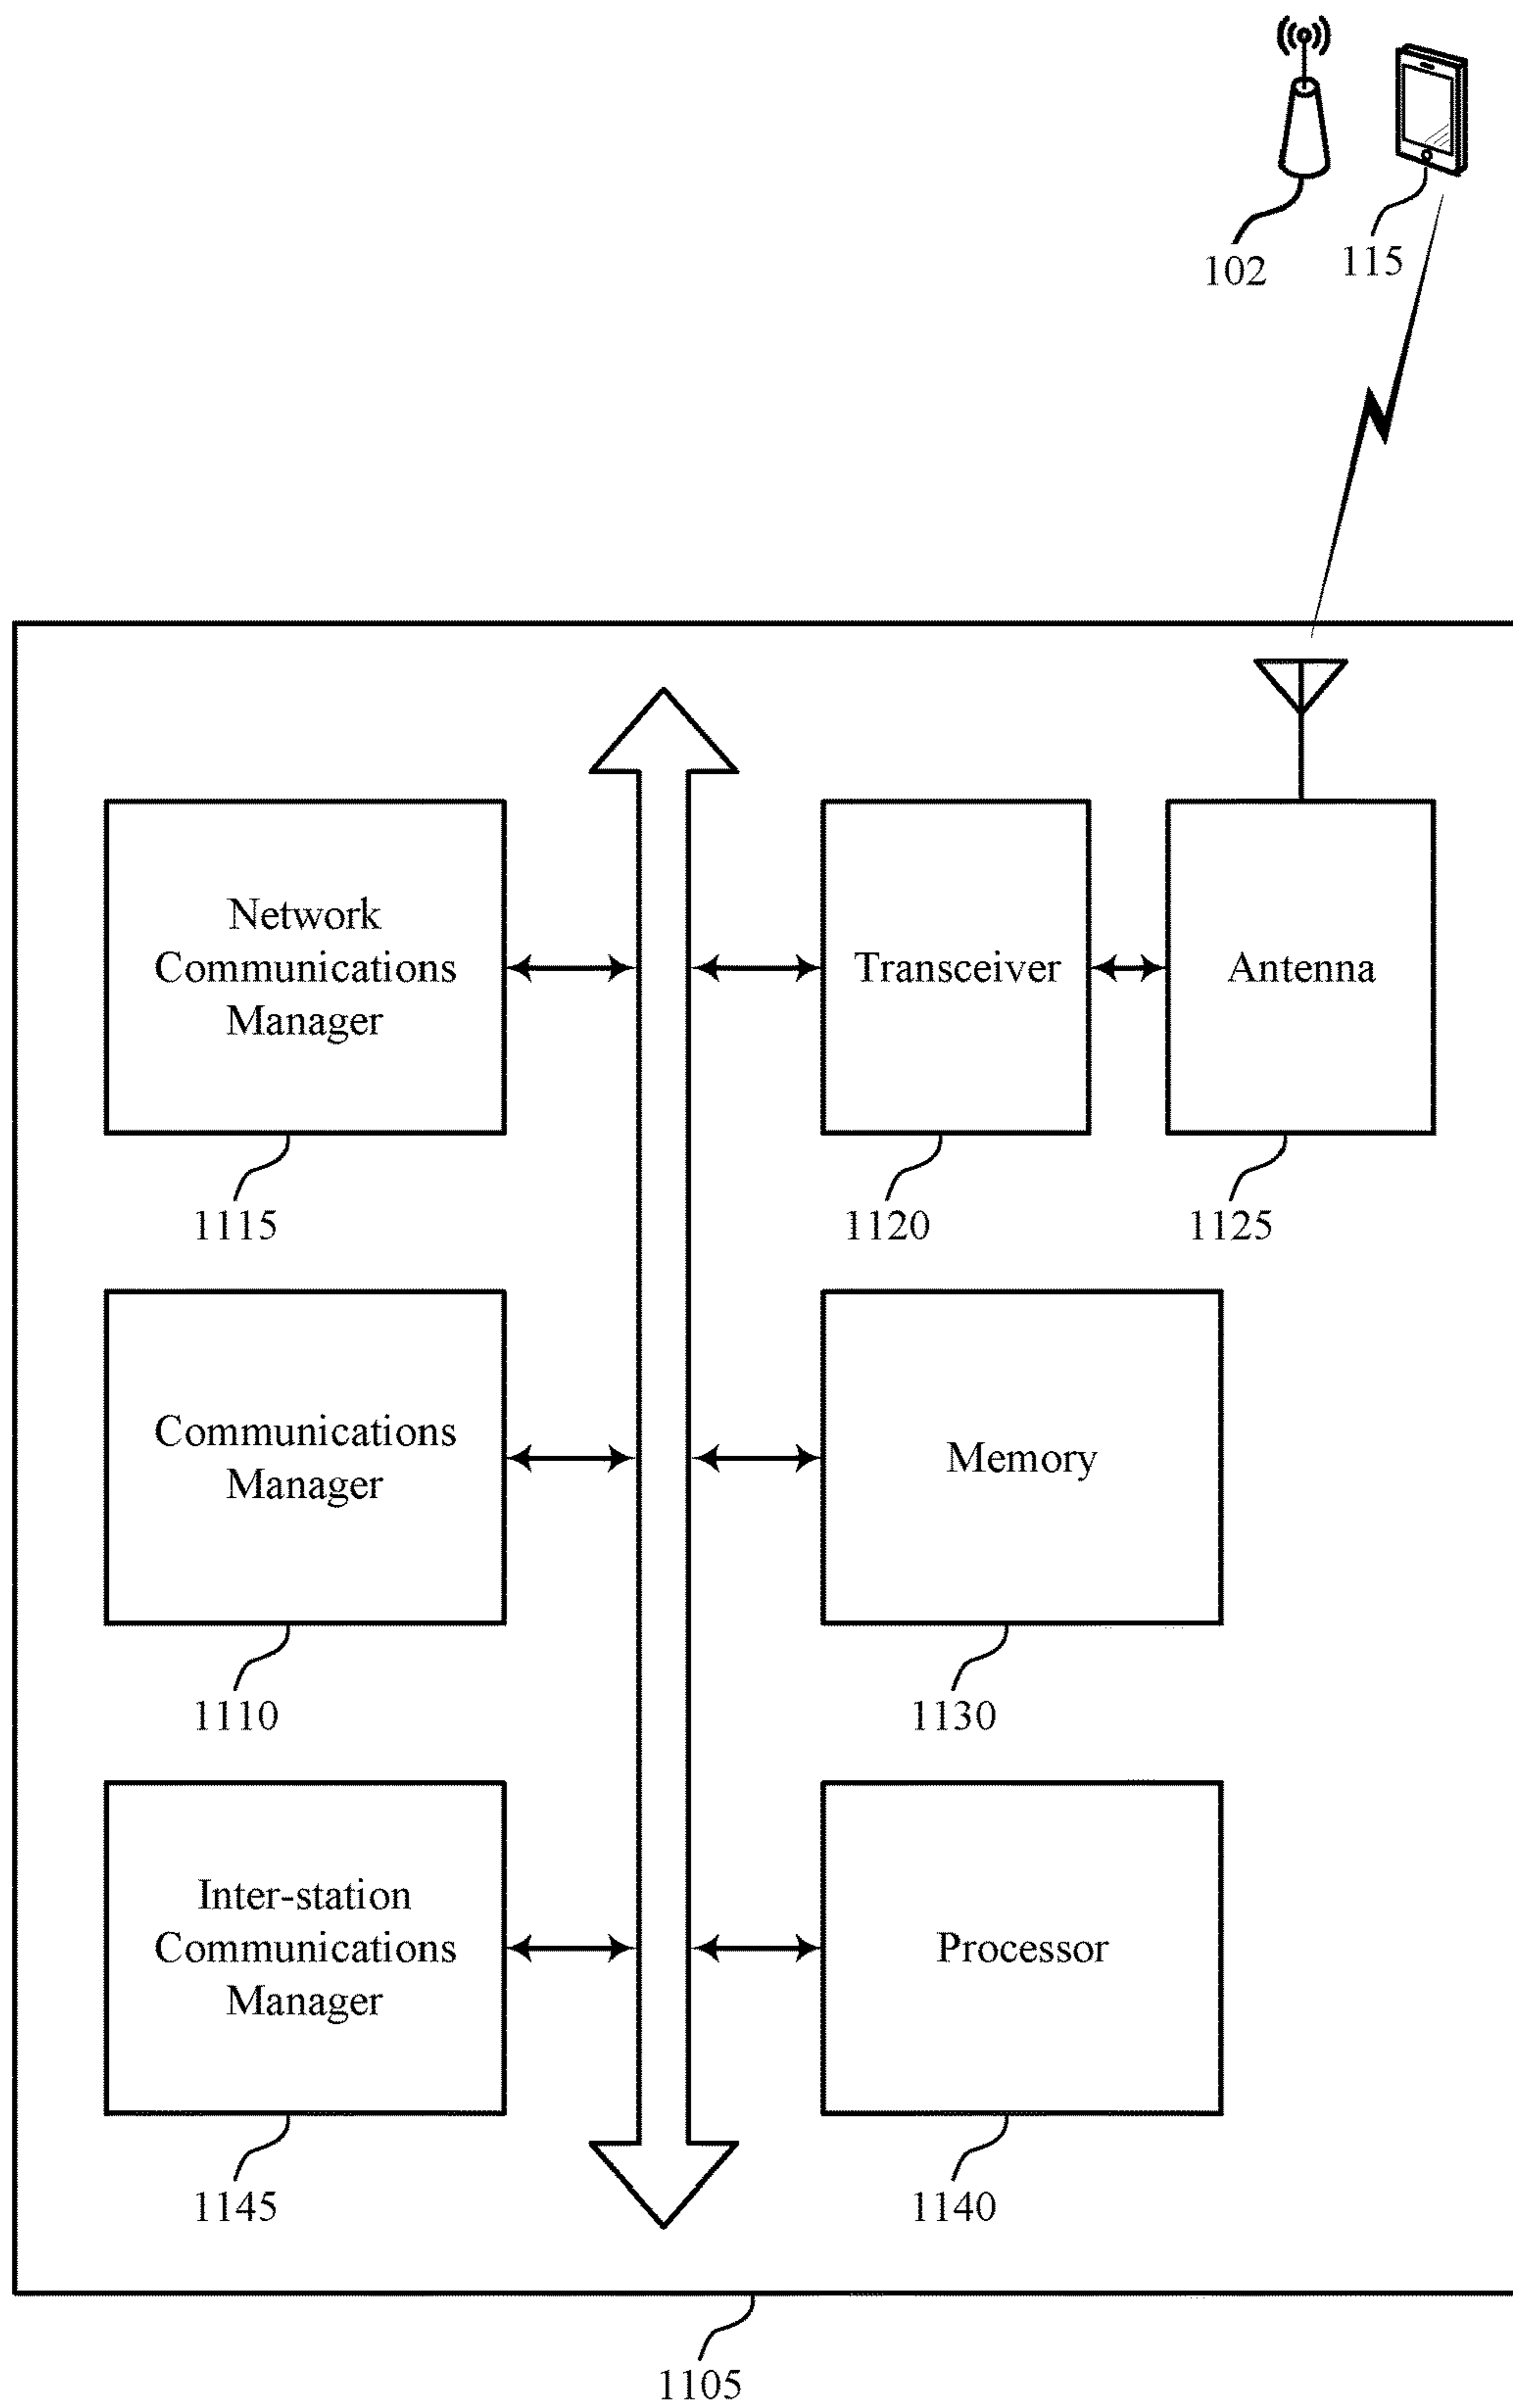 102
115
Network
Communications
Manager
Transceiver
Antenna
1115
1120
1125
Communications
Manager
Memory
1110
1130
Inter-station
Communications
Manager
Processor
1145
1140
1105